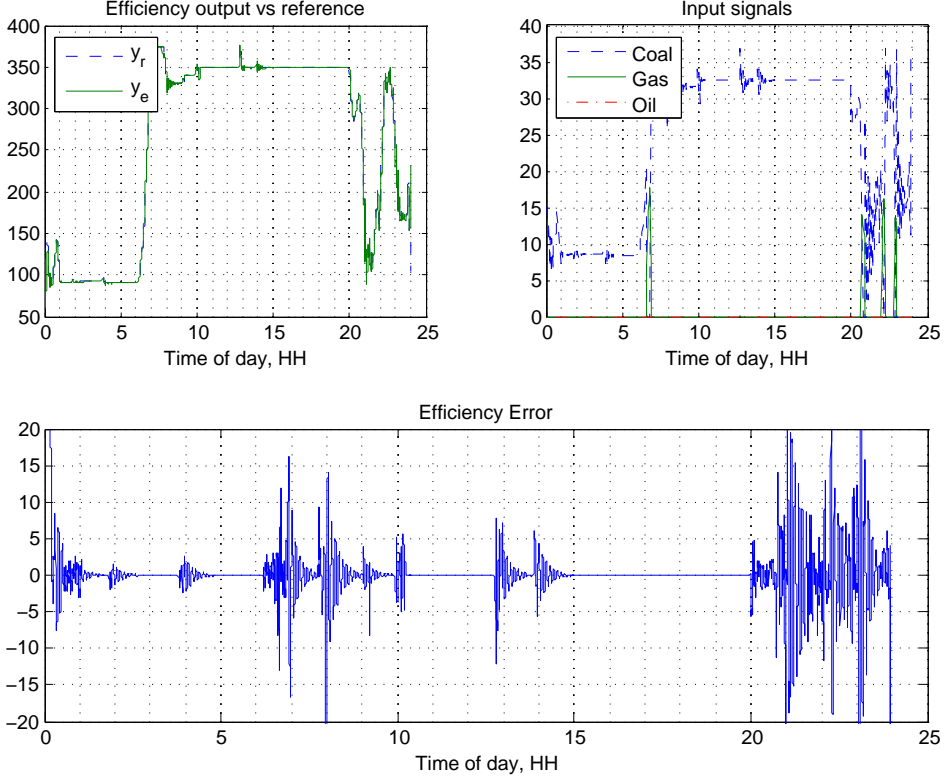 Efficiency output vs reference
400
350
300
250
200
150
100
50
y_r
y_e
0 5 10 15 20 25
Time of day, HH
Input signals
40
35
30
25
20
15
10
5
0
Coal
Gas
Oil
0 5 10 15 20 25
Time of day, HH
Efficiency Error
20
15
10
5
0
−5
−10
−15
−20
0 5 10 15 20 25
Time of day, HH